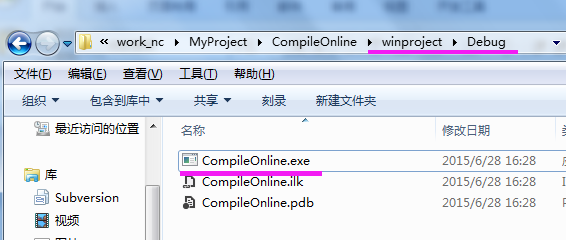 « work_nc ▸ MyProject ▸ CompileOnline ▸ winproject ▸ Debug ▸
文件(F) 编辑(E) 查看(V) 工具(T) 帮助(H)
组织 包含到库中 共享 刻录 新建文件夹
最近访问的位置
库
Subversion
视频
名称 修改日期
CompileOnline.exe 2015/6/28 16:28
CompileOnline.ilk 2015/6/28 16:28
CompileOnline.pdb 2015/6/28 16:28